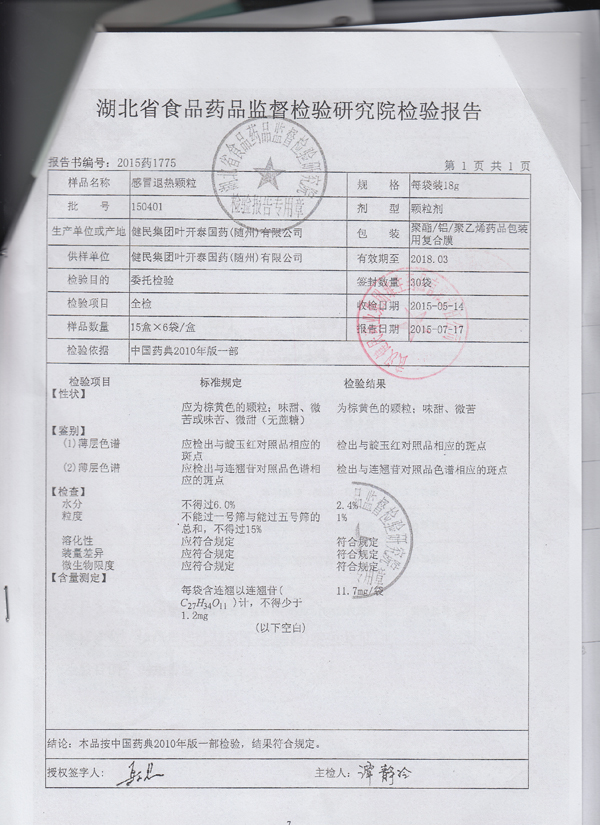 湖北省食品药品监督检验研究院检验报告
报告书编号：2015药1775 第 1 页 共 1 页
样品名称 感冒退热颗粒 规 格 每袋装18g
批 号 150401 剂 型 颗粒剂
生产单位或产地 健民集团叶开泰国药(随州)有限公司 包 装 聚酯/铝/聚乙烯药品包装用复合膜
供样单位 健民集团叶开泰国药(随州)有限公司 有效期至 2018.03
检验目的 委托检验 签封数量 30袋
检验项目 全检 收检日期 2015-05-14
样品数量 15盒×6袋/盒 报告日期 2015-07-17
检验依据 中国药典2010年版一部
检验项目 标准规定 检验结果
【性状】
应为棕黄色的颗粒；味甜、微 为棕黄色的颗粒；味甜、微苦
苦或味苦、微甜（无蔗糖）
【鉴别】
(1)薄层色谱 应检出与靛玉红对照品相应的 检出与靛玉红对照品相应的斑点
斑点
(2)薄层色谱 应检出与连翘苷对照品色谱相 检出与连翘苷对照品色谱相应的斑点
应的斑点
【检查】
水分 不得过6.0% 2.4%
粒度 不能过一号筛与能过五号筛的 1%
总和，不得过15%
溶化性 应符合规定 符合规定
装量差异 应符合规定 符合规定
微生物限度 应符合规定 符合规定
【含量测定】
每袋含连翘以连翘苷( 11.7mg/袋
C27H34O11 )计，不得少于
1.2mg
(以下空白)
结论：本品按中国药典2010年版一部检验，结果符合规定。
授权签字人： 主检人：谭静玲
湖北省食品药品监督检验研究院
检验报告专用章